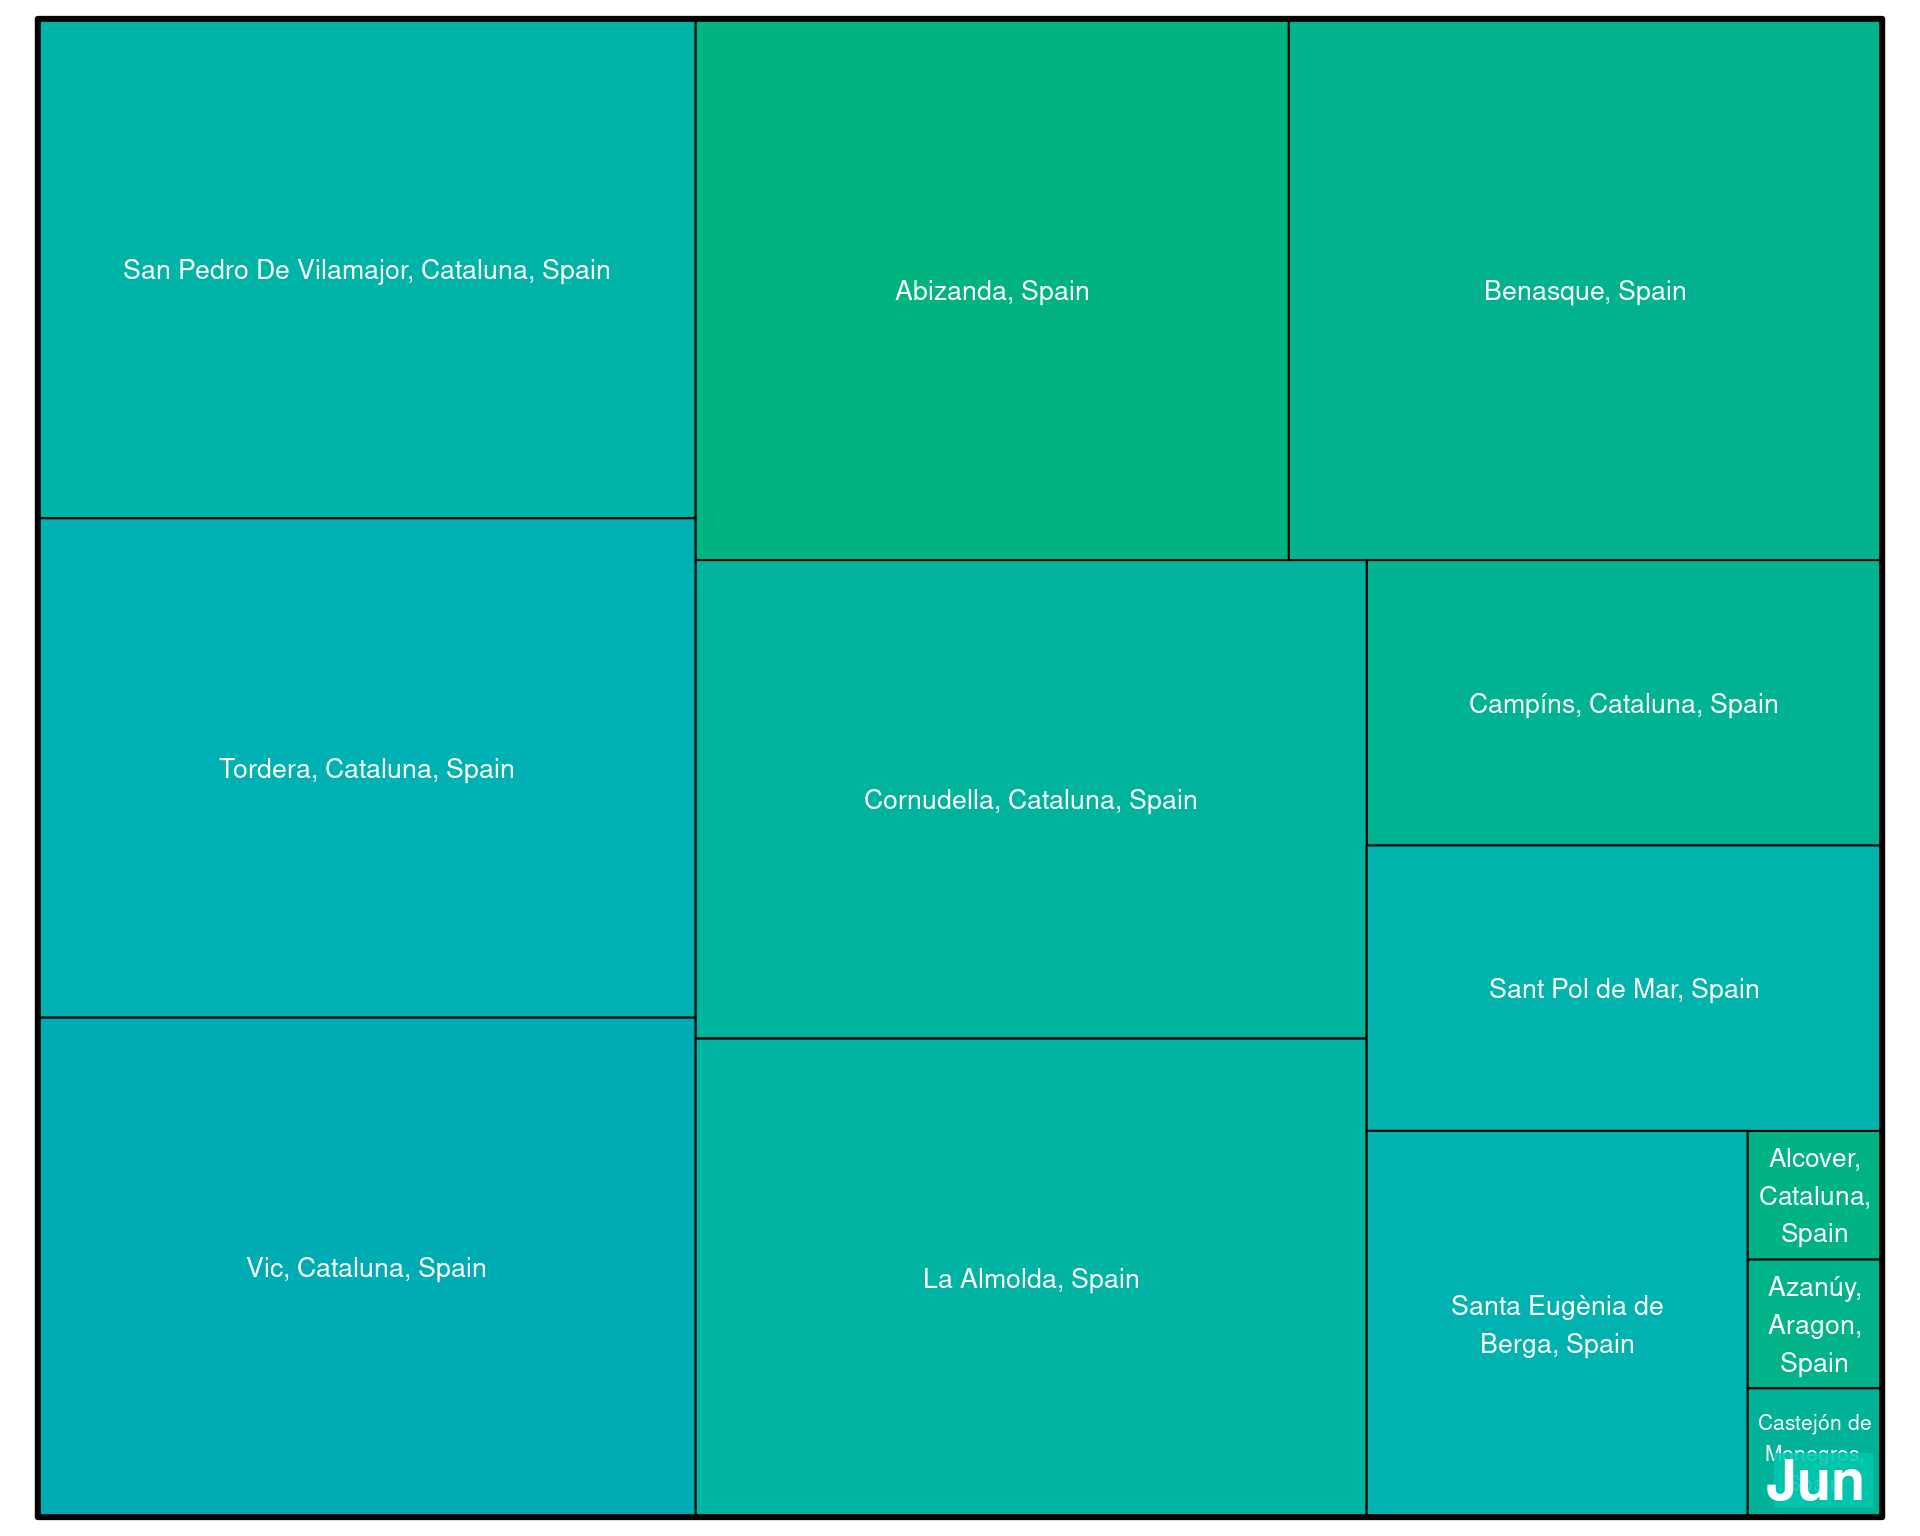 San Pedro De Vilamajor, Cataluna, Spain
Abizanda, Spain
Benasque, Spain
Tordera, Cataluna, Spain
Cornudella, Cataluna, Spain
Campíns, Cataluna, Spain
Sant Pol de Mar, Spain
Vic, Cataluna, Spain
La Almolda, Spain
Santa Eugènia de
Berga, Spain
Alcover,
Cataluna,
Spain
Azanúy,
Aragon,
Spain
Castejón de
Monegros,
Jun